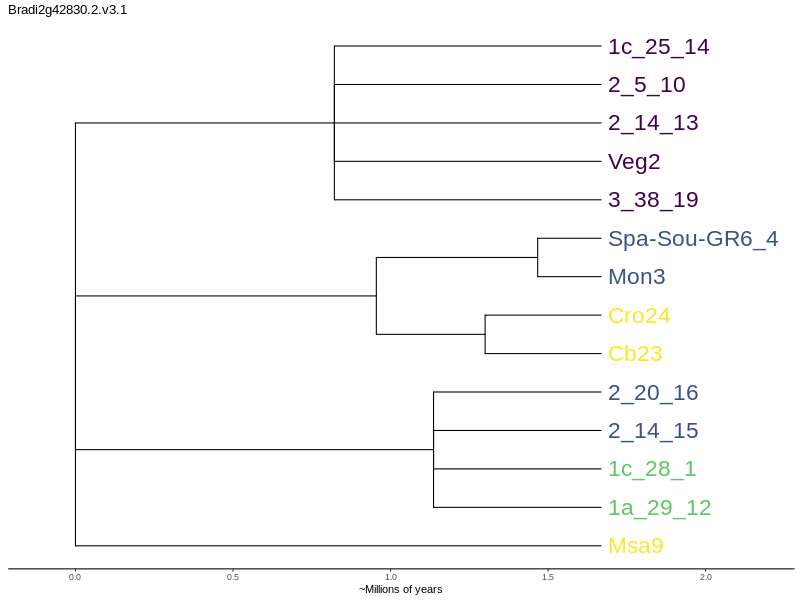 Bradi2g42830.2.v3.1
1c_25_14
2_5_10
2_14_13
Veg2
3_38_19
Spa-Sou-GR6_4
Mon3
Cro24
Cb23
2_20_16
2_14_15
1c_28_1
1a_29_12
Msa9
0.0 0.5 1.0 1.5 2.0
~Millions of years